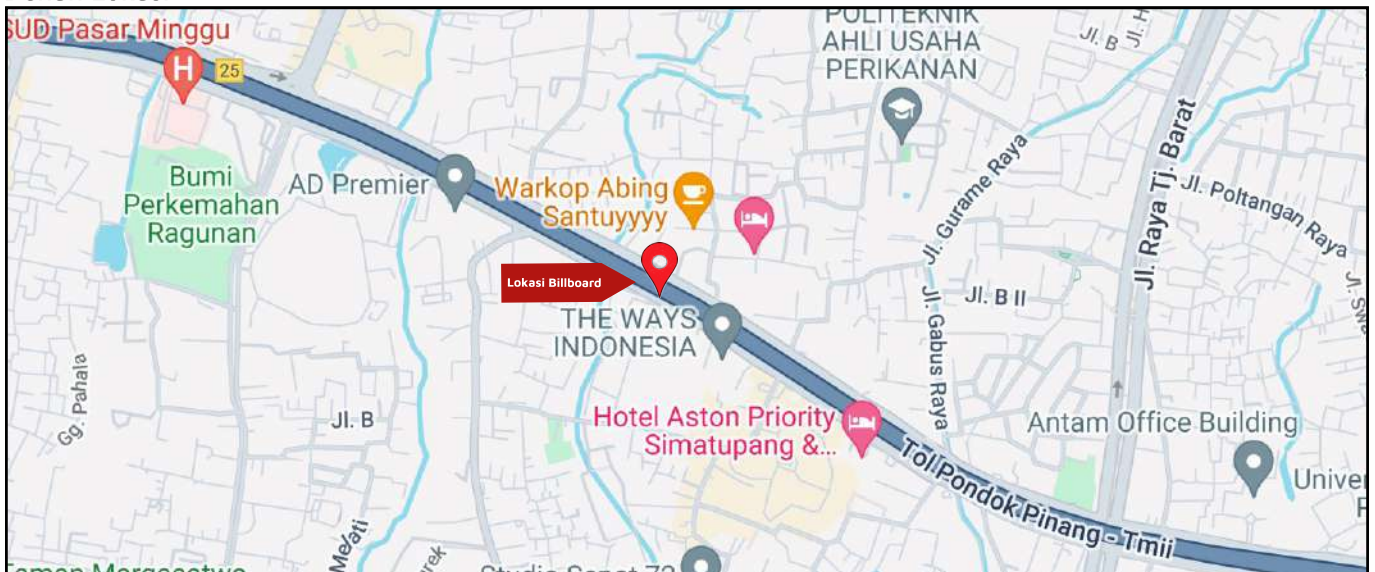 SUD Pasar Minggu
H
25
POLITEKNIK
AHLI USAHA
PERIKANAN
Jl. B
Jl. H
Bumi
Perkemahan
Ragunan
AD Premier
Warkop Abing
Santuyyyy
Jl. Gurame Raya
Jl. Raya Tj. Barat
Jl. Poltangan Raya
Lokasi Billboard
THE WAYS
INDONESIA
Jl. B II
Jl. Gabus Raya
Gg. Pahala
Jl. B
Hotel Aston Priority
Simatupang &...
Antam Office Building
Tol Pondok Pinang - Tmii
Melati